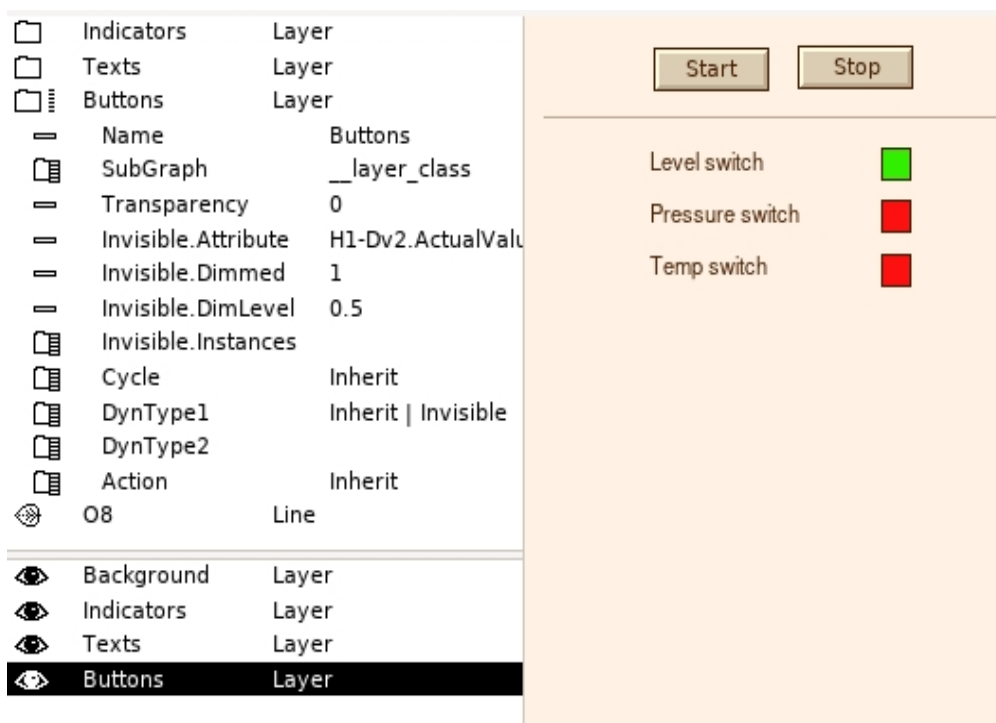 Indicators Layer
Texts Layer
Buttons Layer
Name Buttons
SubGraph __layer_class
Transparency 0
Invisible.Attribute H1-Dv2.ActualValu
Invisible.Dimmed 1
Invisible.DimLevel 0.5
Invisible.Instances
Cycle Inherit
DynType1 Inherit | Invisible
DynType2
Action Inherit
O8 Line
Background Layer
Indicators Layer
Texts Layer
Buttons Layer
Start Stop
Level switch
Pressure switch
Temp switch